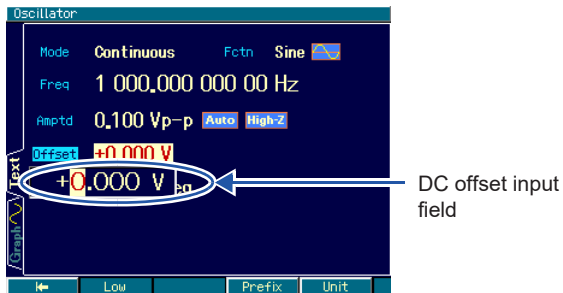 Oscillator
Mode Continuous Fctn Sine
Freq 1 000.000 000 00 Hz
Amptd 0.100 Vp-p Auto High-Z
Offset +0.000 V
+0.000 V
Text
Graph
Low Prefix Unit
DC offset input
field